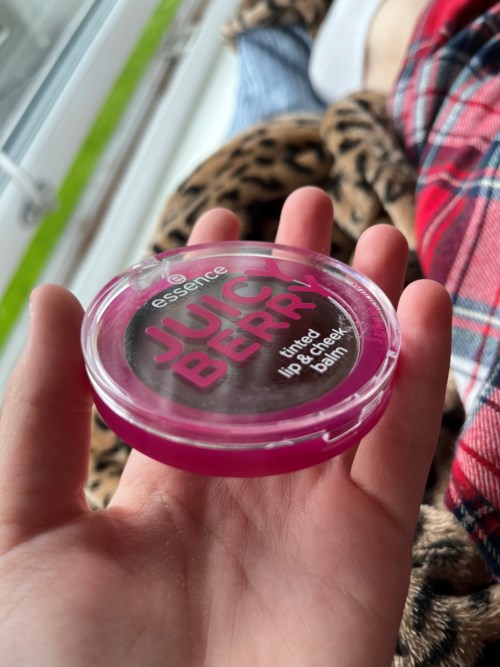 essence
JUICY
BERRY
tinted
lip & cheek
balm